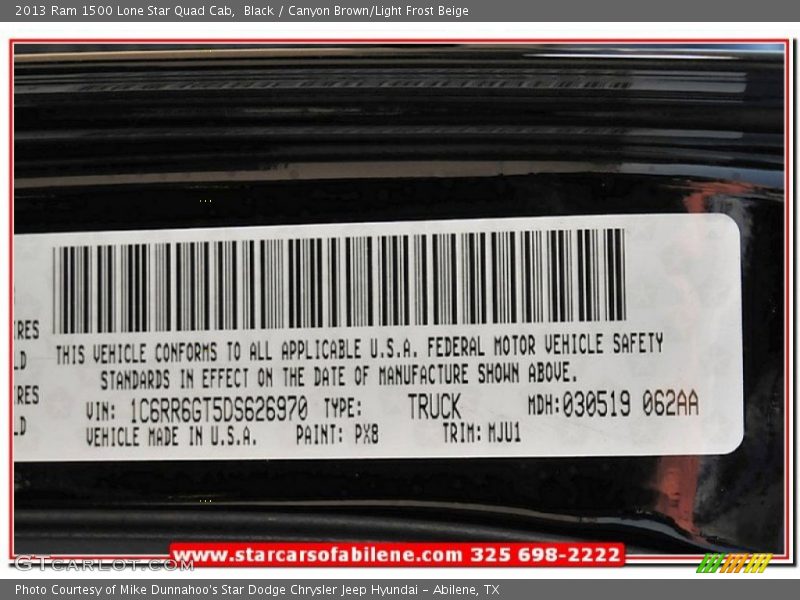 2013 Ram 1500 Lone Star Quad Cab, Black / Canyon Brown/Light Frost Beige
THIS VEHICLE CONFORMS TO ALL APPLICABLE U.S.A. FEDERAL MOTOR VEHICLE SAFETY
STANDARDS IN EFFECT ON THE DATE OF MANUFACTURE SHOWN ABOVE.
VIN: 1C6RR6GT5DS626970 TYPE: TRUCK MDH:030519 062AA
VEHICLE MADE IN U.S.A. PAINT: PX8 TRIM: MJU1
www.starcarsofabilene.com 325 698-2222
GTCarLot.com
Photo Courtesy of Mike Dunnahoo's Star Dodge Chrysler Jeep Hyundai - Abilene, TX